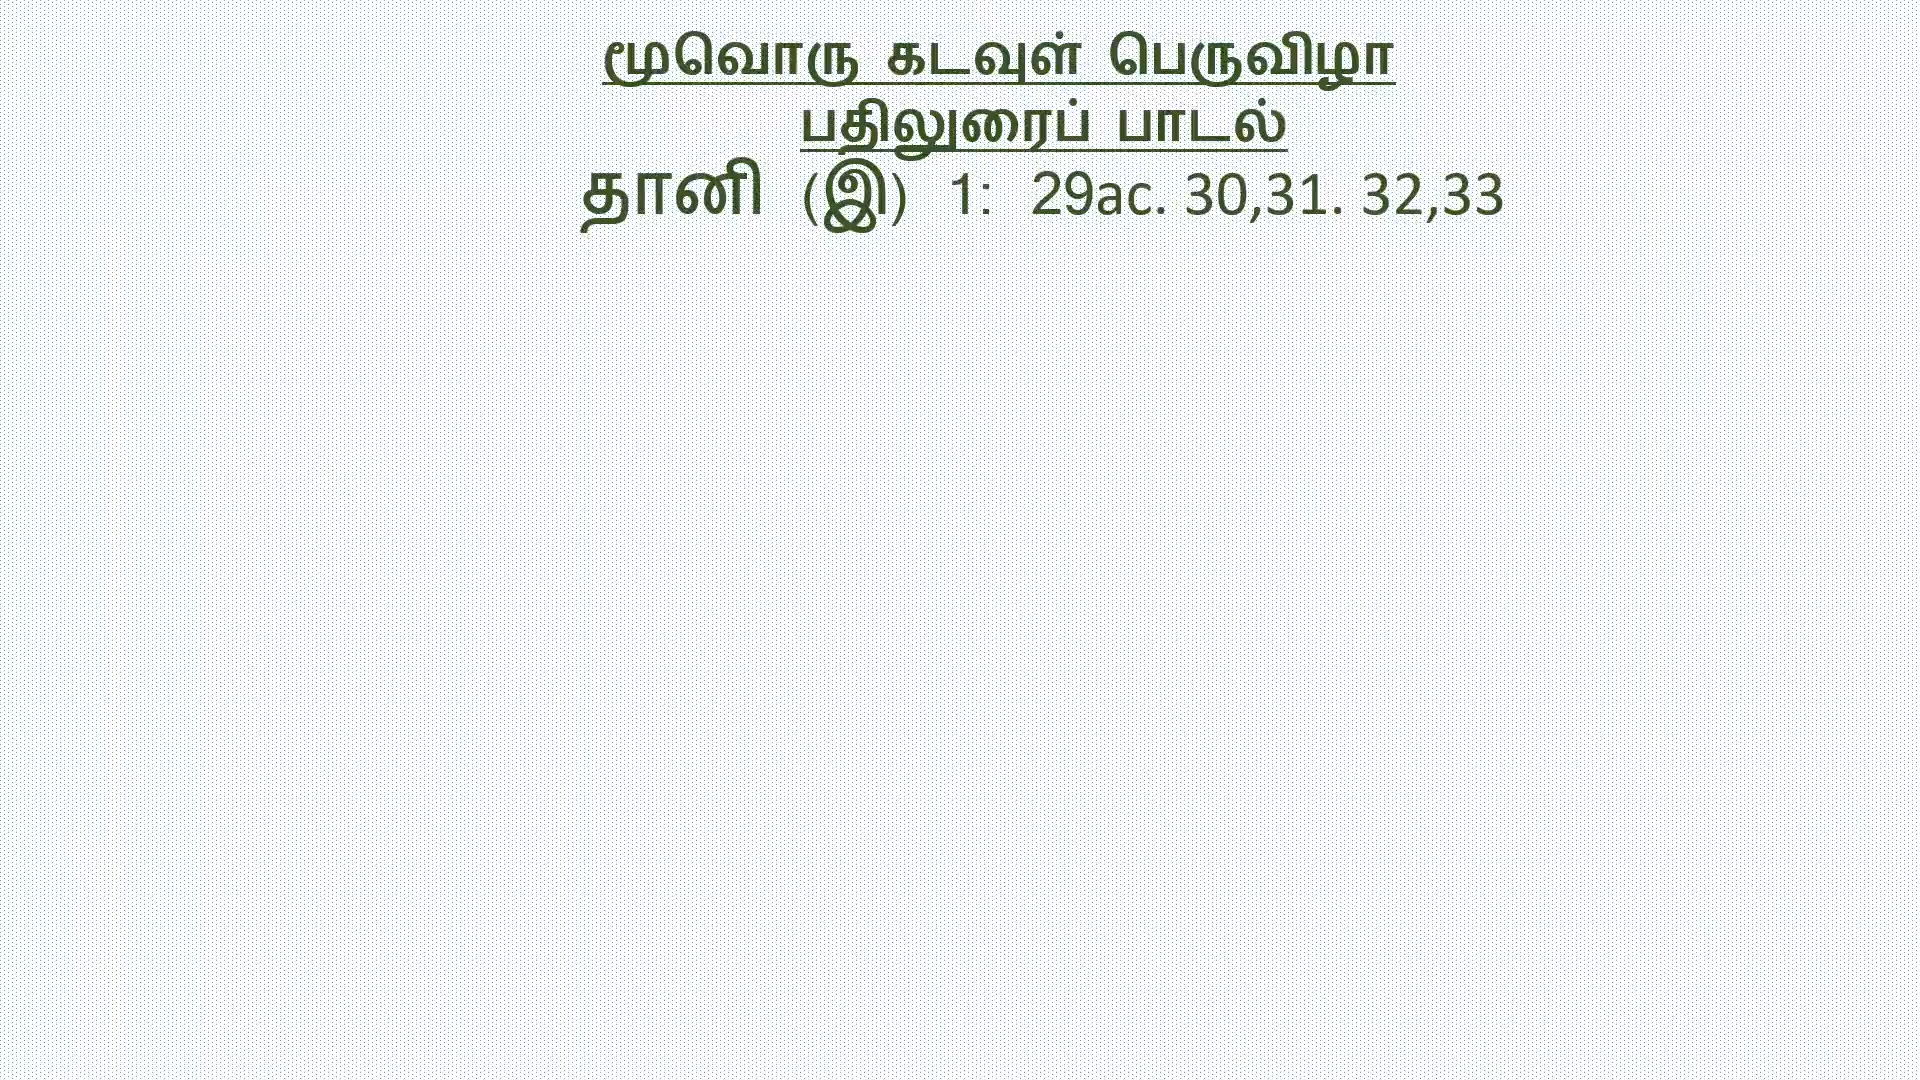 மூவொரு கடவுள் பெருவிழா
பதிலுரைப் பாடல்
தானி (இ) 1: 29ac. 30,31. 32,33